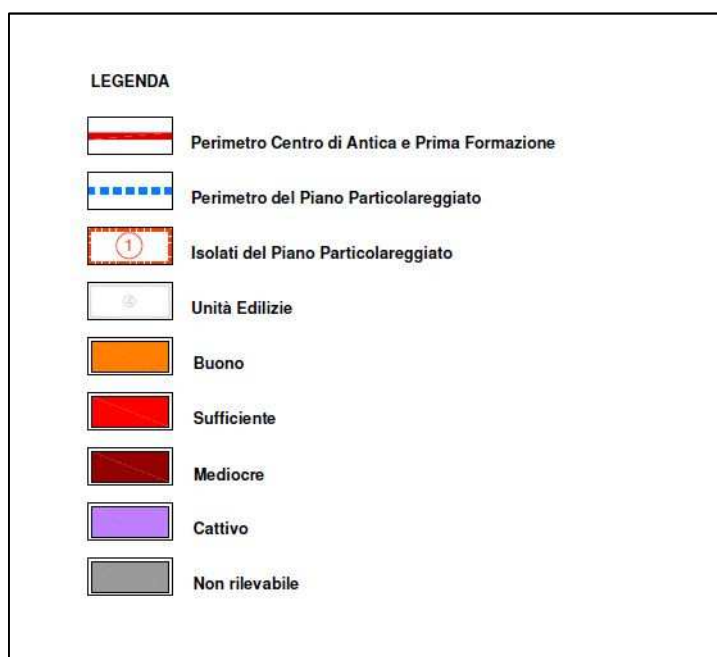 LEGENDA
Perimetro Centro di Antica e Prima Formazione
Perimetro del Piano Particolareggiato
1
Isolati del Piano Particolareggiato
Unità Edilizie
Buono
Sufficiente
Mediocre
Cattivo
Non rilevabile